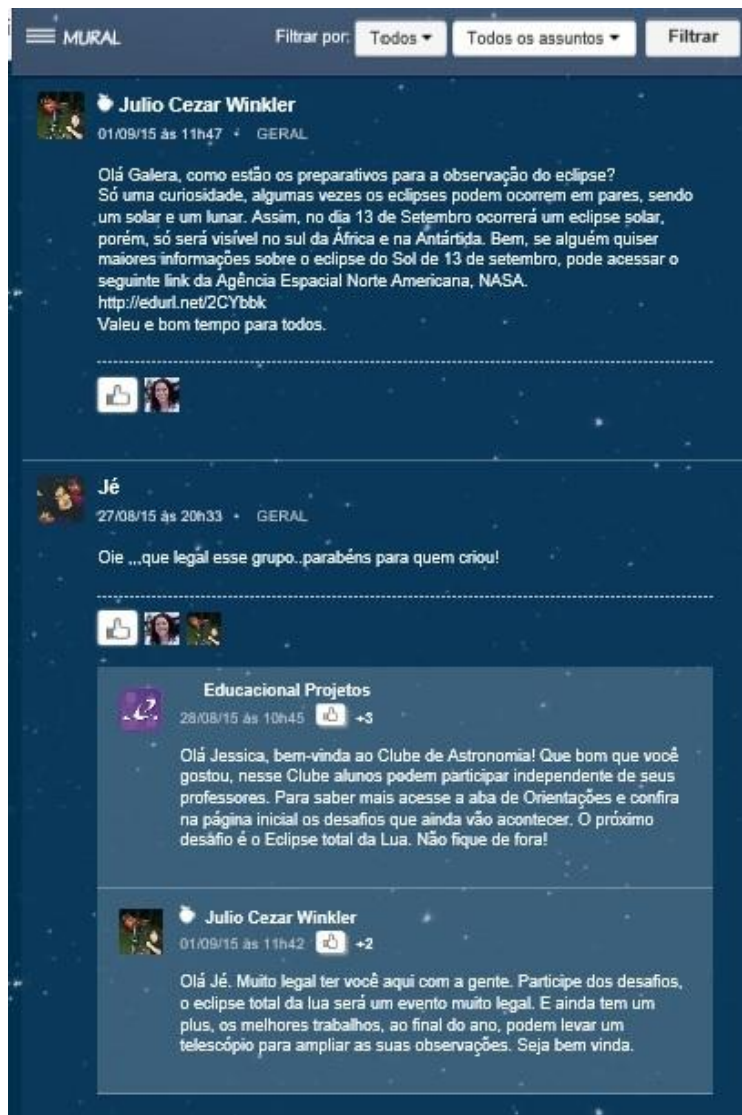 MURAL
Filtrar por: Todos Todos os assuntos Filtrar
Julio Cezar Winkler
01/09/15 às 11h47 • GERAL
Olá Galera, como estão os preparativos para a observação do eclipse?
Só uma curiosidade, algumas vezes os eclipses podem ocorrem em pares, sendo
um solar e um lunar. Assim, no dia 13 de Setembro ocorrerá um eclipse solar,
porém, só será visível no sul da África e na Antártida. Bem, se alguém quiser
maiores informações sobre o eclipse do Sol de 13 de setembro, pode acessar o
seguinte link da Agência Espacial Norte Americana, NASA.
http://edurl.net/2CYbbk
Valeu e bom tempo para todos.
Jé
27/08/15 às 20h33 • GERAL
Oie ,,,que legal esse grupo..parabéns para quem criou!
Educacional Projetos
28/08/15 às 10h45 +3
Olá Jessica, bem-vinda ao Clube de Astronomia! Que bom que você
gostou, nesse Clube alunos podem participar independente de seus
professores. Para saber mais acesse a aba de Orientações e confira
na página inicial os desafios que ainda vão acontecer. O próximo
desafio é o Eclipse total da Lua. Não fique de fora!
Julio Cezar Winkler
01/09/15 às 11h42 +2
Olá Jé. Muito legal ter você aqui com a gente. Participe dos desafios,
o eclipse total da lua será um evento muito legal. E ainda tem um
plus, os melhores trabalhos, ao final do ano, podem levar um
telescópio para ampliar as suas observações. Seja bem vinda.